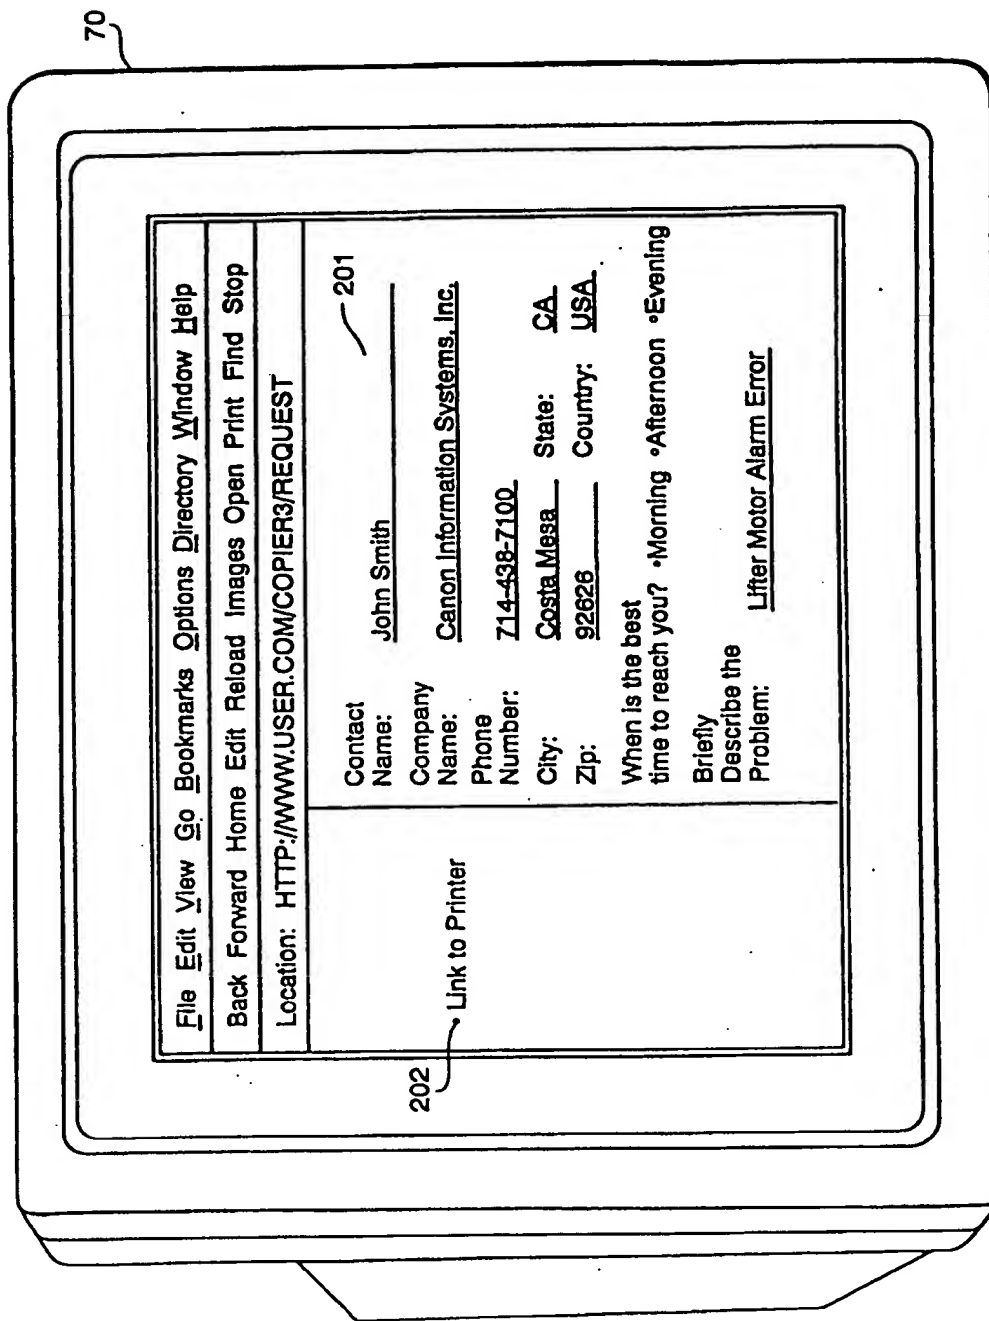 70
File Edit View Go Bookmarks Options Directory Window Help
Back Forward Home Edit Reload Images Open Print Find Stop
Location: HTTP://WWW.USER.COM/COPIER3/REQUEST
201
202
•Link to Printer
Contact
Name: John Smith
Company
Name: Canon Information Systems, Inc.
Phone
Number: 714-438-7100
City: Costa Mesa State: CA
Zip: 92626 Country: USA
When is the best
time to reach you? •Morning °Afternoon °Evening
Briefly
Describe the
Problem: Lifter Motor Alarm Error